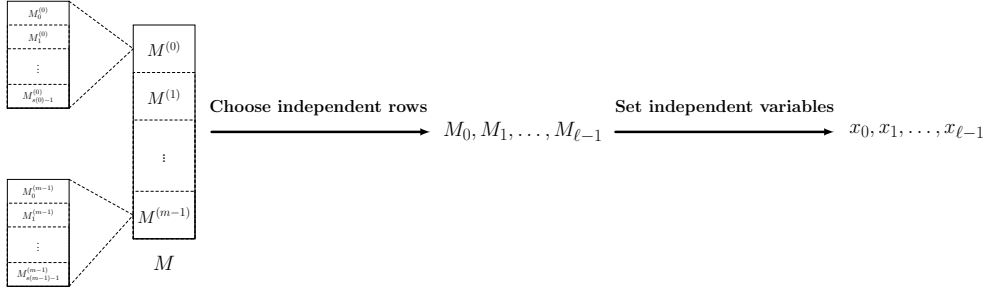 M_0^{(0)}
M_1^{(0)}
⋮
M_{s(0)-1}^{(0)}
M_0^{(m-1)}
M_1^{(m-1)}
⋮
M_{s(m-1)-1}^{(m-1)}
M^{(0)}
M^{(1)}
⋮
M^{(m-1)}
M
Choose independent rows
M_0, M_1, …, M_{ℓ-1}
Set independent variables
x_0, x_1, …, x_{ℓ-1}